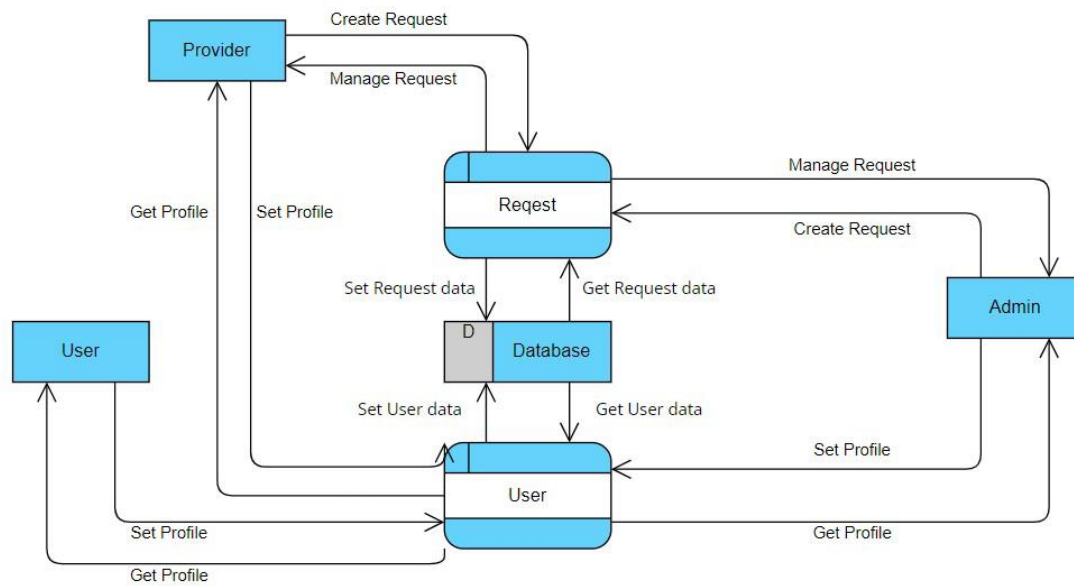 Create Request
Provider
Manage Request
Manage Request
Get Profile
Set Profile
Reqest
Create Request
Set Request data
Get Request data
Admin
D
User
Database
Set User data
Get User data
Set Profile
User
Set Profile
Get Profile
Get Profile